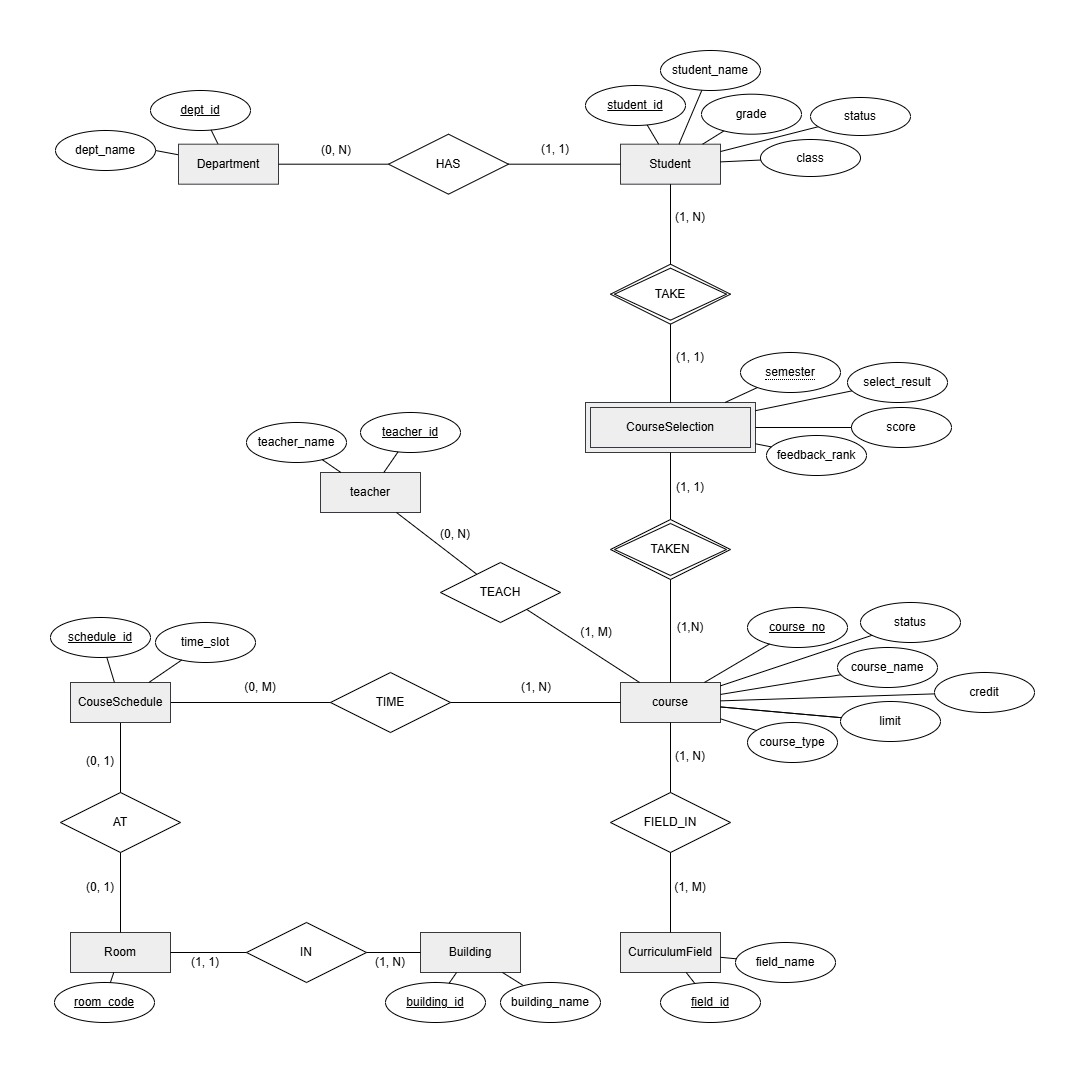 student_name
dept_id
student_id
grade
status
dept_name
Department
(0, N)
HAS
(1, 1)
Student
class
(1, N)
TAKE
(1, 1)
semester
select_result
CourseSelection
score
feedback_rank
teacher_name
teacher_id
teacher
(1, 1)
(0, N)
TAKEN
TEACH
(1, M)
(1,N)
course_no
status
schedule_id
time_slot
course_name
CouseSchedule
(0, M)
TIME
(1, N)
course
credit
limit
course_type
(0, 1)
(1, N)
AT
FIELD_IN
(0, 1)
(1, M)
Room
(1, 1)
IN
(1, N)
Building
CurriculumField
field_name
room_code
building_id
building_name
field_id